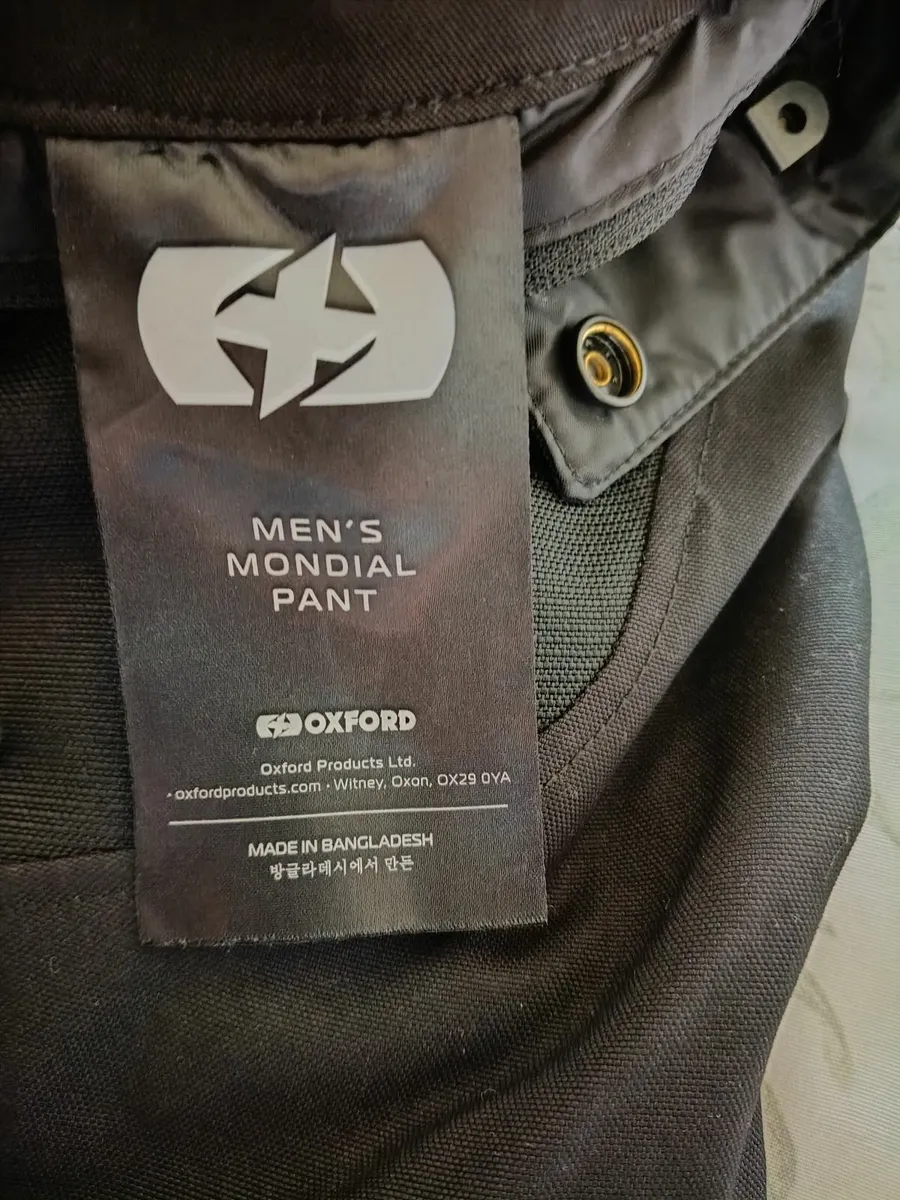 MEN'S
MONDIAL
PANT
OXFORD
Oxford Products Ltd.
oxfordproducts.com · Witney, Oxon, OX29 0YA
MADE IN BANGLADESH
방글라데시에서 만든